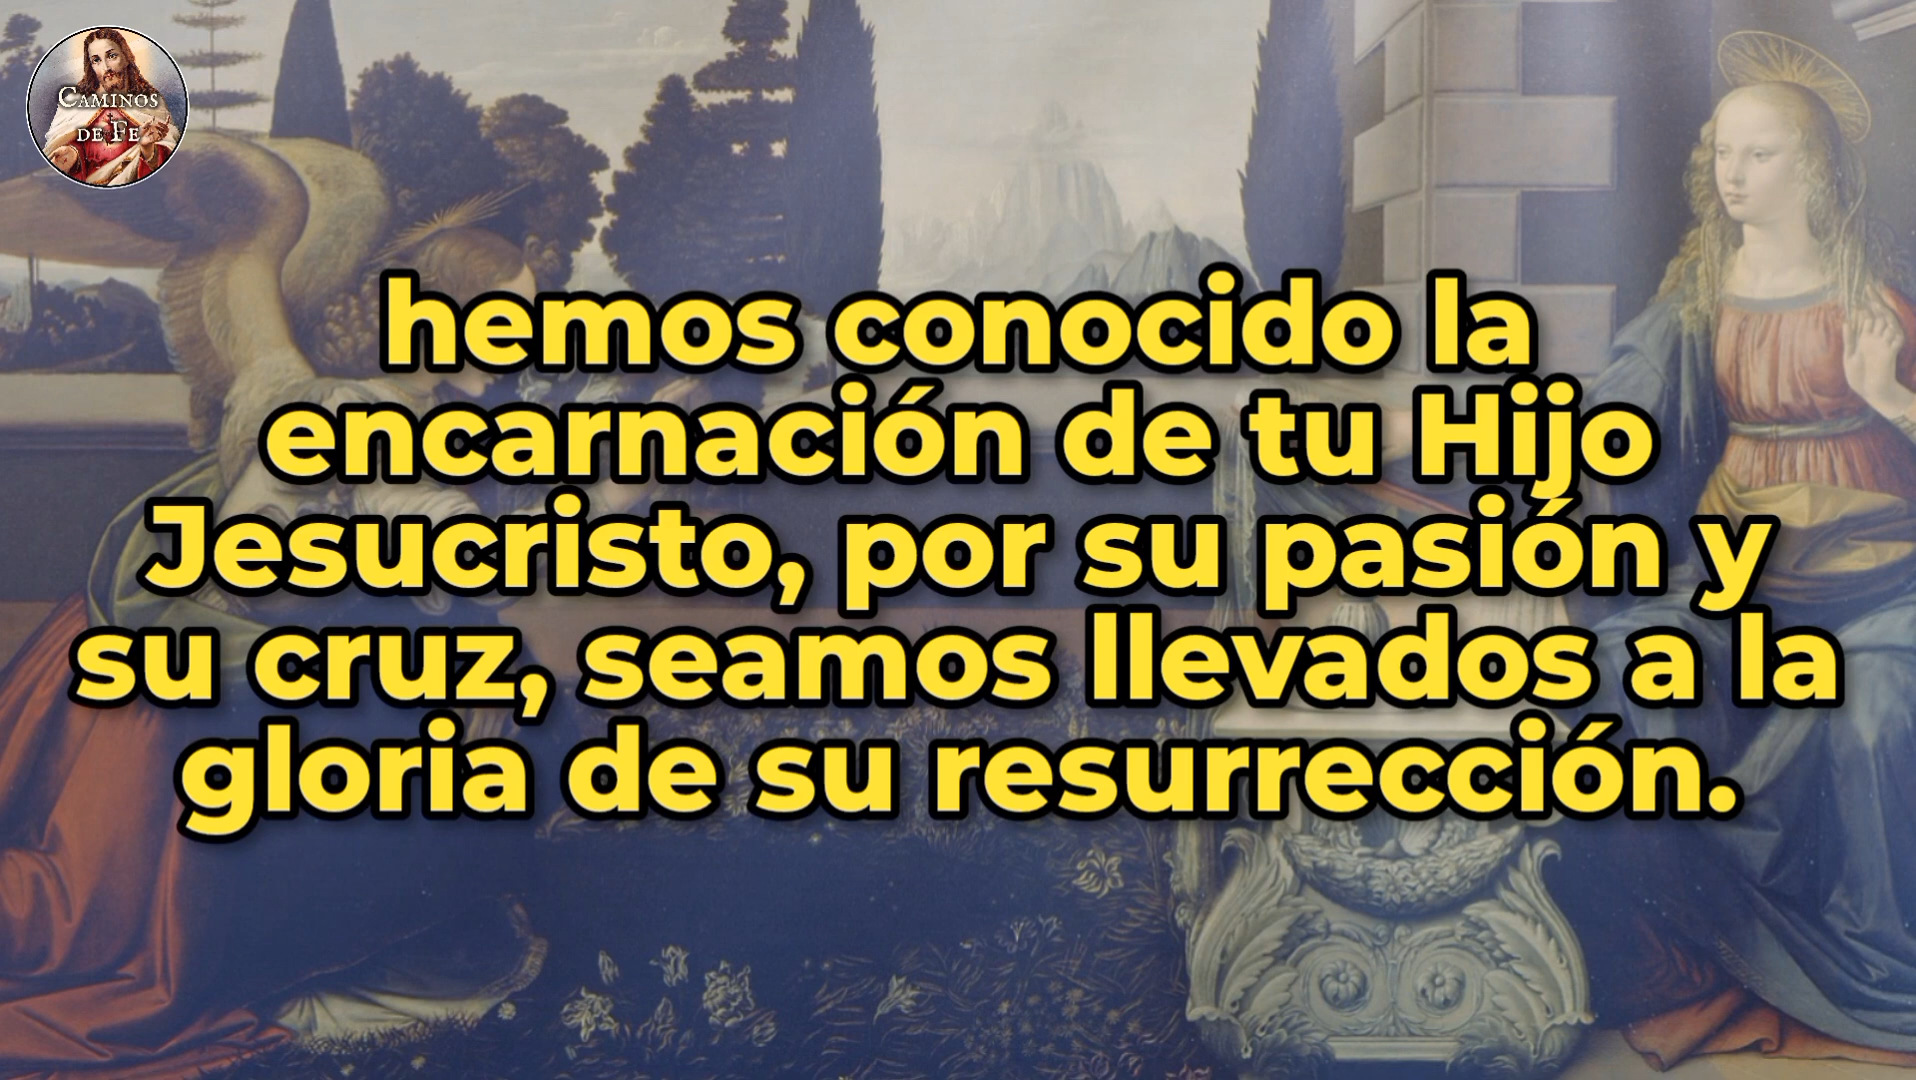 CAMINOS
DE FE
hemos conocido la
encarnación de tu Hijo
Jesucristo, por su pasión y
su cruz, seamos llevados a la
gloria de su resurrección.